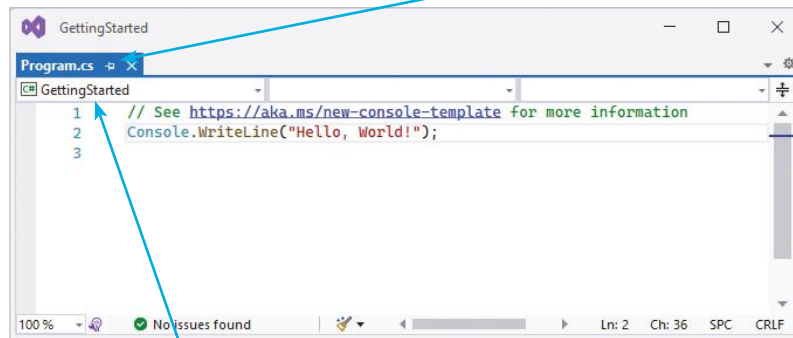 GettingStarted
Program.cs
C# GettingStarted
1 // See https://aka.ms/new-console-template for more information
2 Console.WriteLine("Hello, World!");
3
100 % No issues found Ln: 2 Ch: 36 SPC CRLF